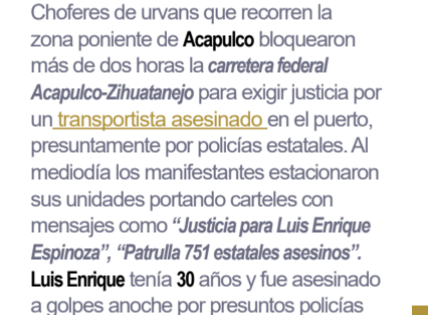 Choferes de urvans que recorren la
zona poniente de Acapulco bloquearon
más de dos horas la carretera federal
Acapulco-Zihuatanejo para exigir justicia por
un transportista asesinado en el puerto,
presuntamente por policías estatales. Al
mediodía los manifestantes estacionaron
sus unidades portando carteles con
mensajes como “Justicia para Luis Enrique
Espinoza”, “Patrulla 751 estatales asesinos”.
Luis Enrique tenía 30 años y fue asesinado
a golpes anoche por presuntos policías